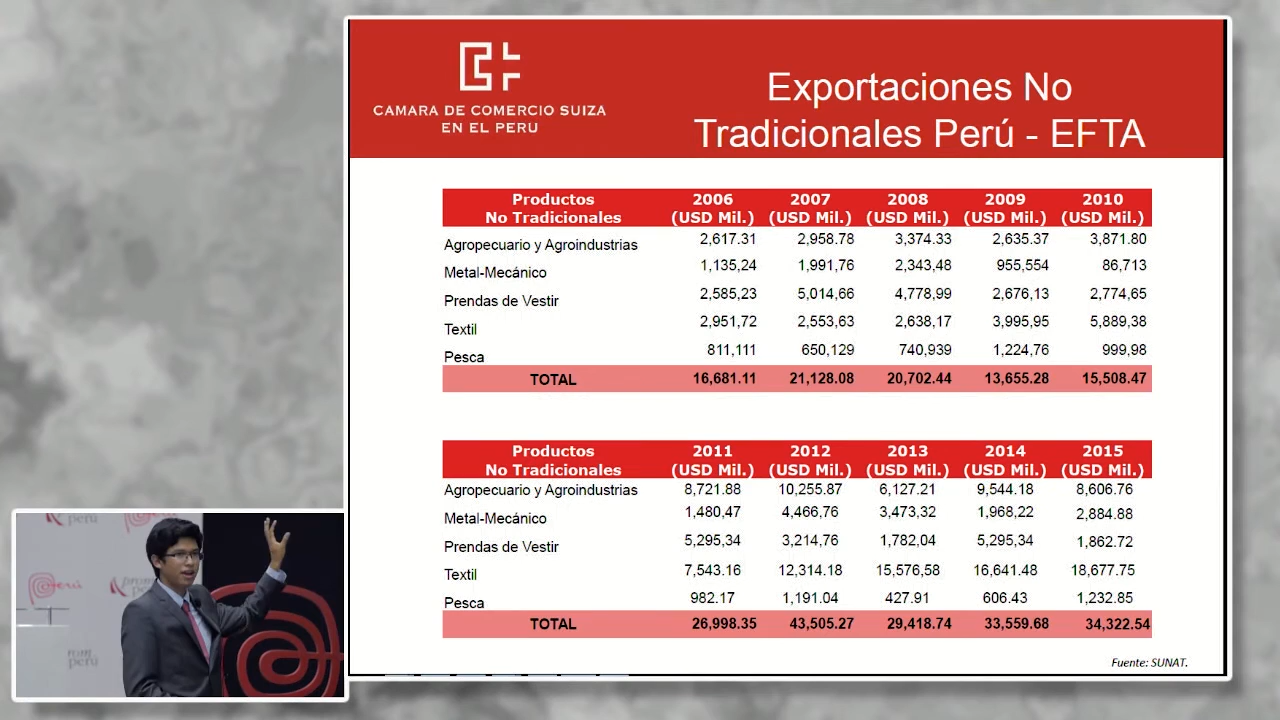 CAMARA DE COMERCIO SUIZA
EN EL PERU
Exportaciones No
Tradicionales Perú - EFTA
Productos 2006 2007 2008 2009 2010
No Tradicionales (USD Mil.) (USD Mil.) (USD Mil.) (USD Mil.) (USD Mil.)
Agropecuario y Agroindustrias 2,617.31 2,958.78 3,374.33 2,635.37 3,871.80
Metal-Mecánico 1,135,24 1,991,76 2,343,48 955,554 86,713
Prendas de Vestir 2,585,23 5,014,66 4,778,99 2,676,13 2,774,65
Textil 2,951,72 2,553,63 2,638,17 3,995,95 5,889,38
Pesca 811,111 650,129 740,939 1,224,76 999,98
TOTAL 16,681.11 21,128.08 20,702.44 13,655.28 15,508.47
Productos 2011 2012 2013 2014 2015
No Tradicionales (USD Mil.) (USD Mil.) (USD Mil.) (USD Mil.) (USD Mil.)
Agropecuario y Agroindustrias 8,721.88 10,255.87 6,127.21 9,544.18 8,606.76
Metal-Mecánico 1,480,47 4,466,76 3,473,32 1,968,22 2,884.88
Prendas de Vestir 5,295,34 3,214,76 1,782,04 5,295,34 1,862.72
Textil 7,543.16 12,314.18 15,576,58 16,641.48 18,677.75
Pesca 982.17 1,191.04 427.91 606.43 1,232.85
TOTAL 26,998.35 43,505.27 29,418.74 33,559.68 34,322.54
Fuente: SUNAT.
perú
Perú
perú